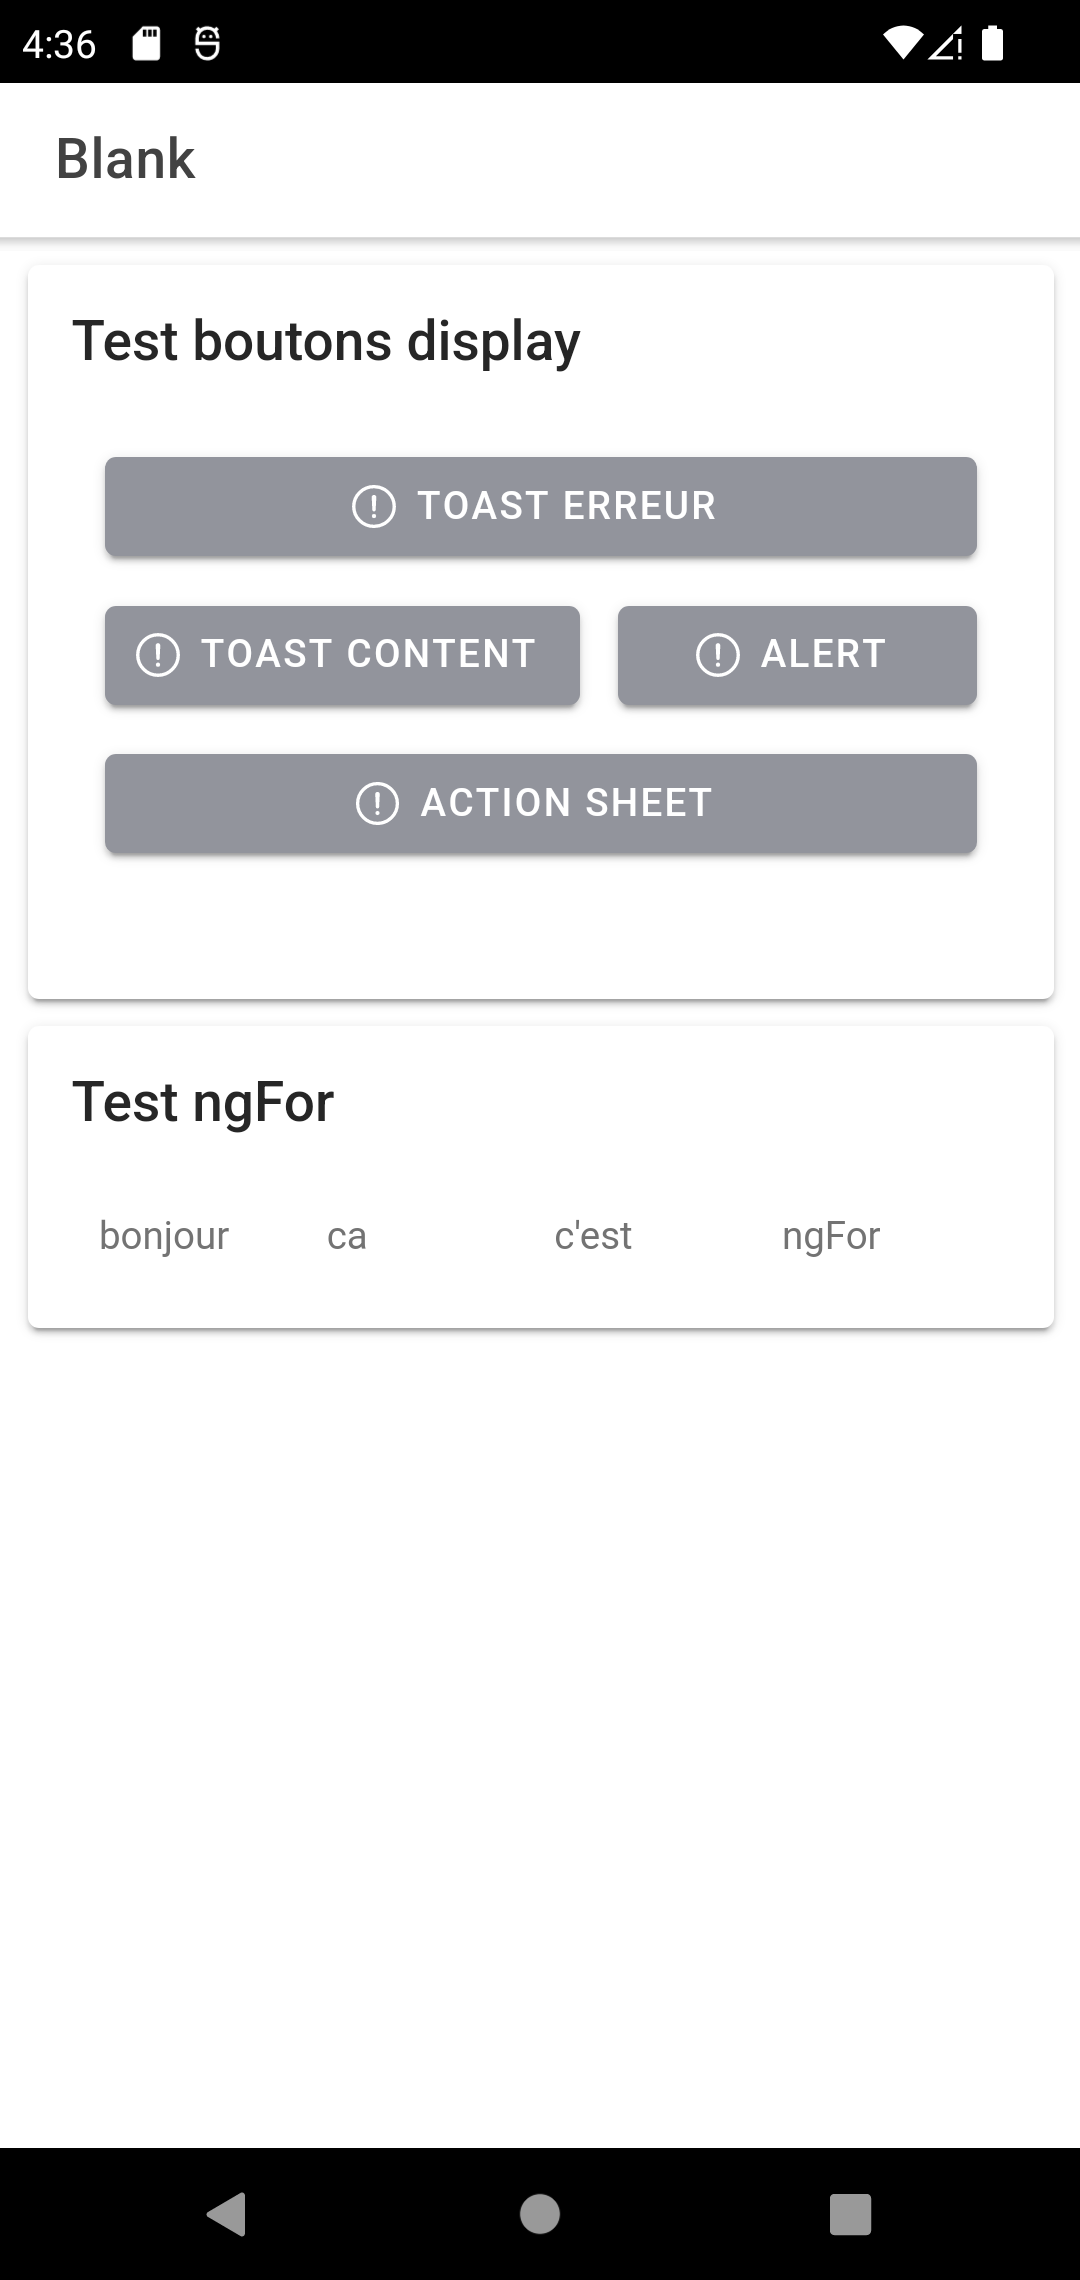 4:36
Blank
Test boutons display
TOAST ERREUR
TOAST CONTENT ALERT
ACTION SHEET
Test ngFor
bonjour ca c'est ngFor